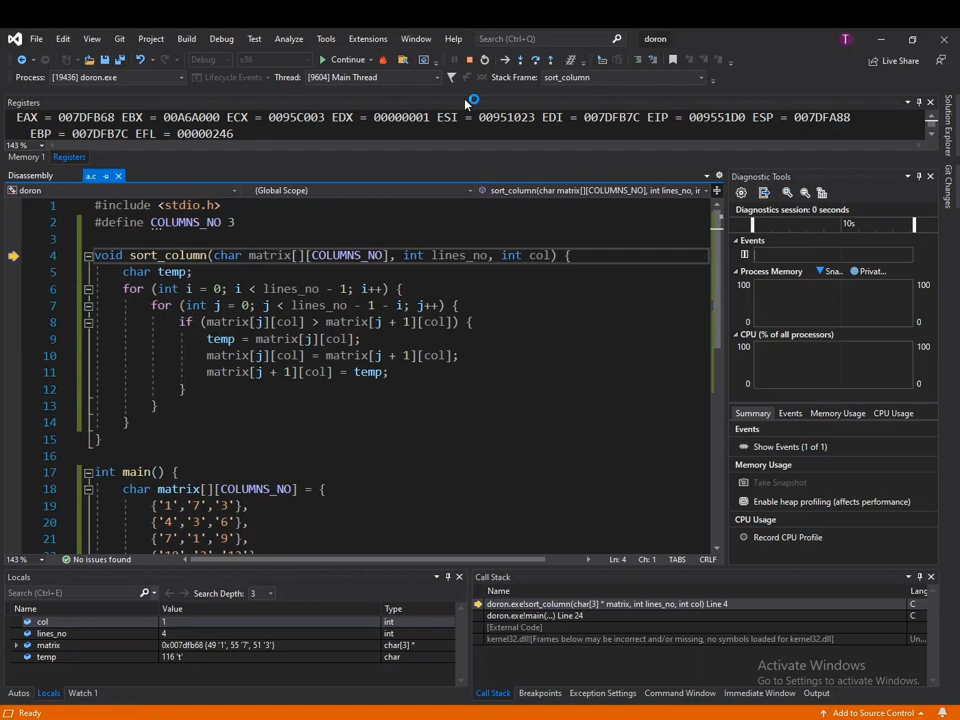 File Edit View Git Project Build Debug Test Analyze Tools Extensions Window Help Search (Ctrl+Q) doron T
Debug x86 Continue Live Share
Process: [19436] doron.exe Lifecycle Events Thread: [9604] Main Thread Stack Frame: sort_column
Registers
EAX = 007DFB68 EBX = 00A6A000 ECX = 0095C003 EDX = 00000001 ESI = 00951023 EDI = 007DFB7C EIP = 009551D0 ESP = 007DFA88
EBP = 007DFB7C EFL = 00000246
143 %
Memory 1 Registers
Disassembly a.c
doron (Global Scope) sort_column(char matrix[][COLUMNS_NO], int lines_no, in
1 #include <stdio.h>
2 #define COLUMNS_NO 3
3
4 void sort_column(char matrix[][COLUMNS_NO], int lines_no, int col) {
5 char temp;
6 for (int i = 0; i < lines_no - 1; i++) {
7 for (int j = 0; j < lines_no - 1 - i; j++) {
8 if (matrix[j][col] > matrix[j + 1][col]) {
9 temp = matrix[j][col];
10 matrix[j][col] = matrix[j + 1][col];
11 matrix[j + 1][col] = temp;
12 }
13 }
14 }
15 }
16
17 int main() {
18 char matrix[][COLUMNS_NO] = {
19 {'1','7','3'},
20 {'4','3','6'},
21 {'7','1','9'},
143 % No issues found Ln: 4 Ch: 1 TABS CRLF
Diagnostic Tools
Diagnostics session: 0 seconds
10s
Events
Process Memory Sna... Privat...
100 100
0 0
CPU (% of all processors)
100 100
0 0
Summary Events Memory Usage CPU Usage
Events
Show Events (1 of 1)
Memory Usage
Take Snapshot
Enable heap profiling (affects performance)
CPU Usage
Record CPU Profile
Solution Explorer
Git Changes
Locals
Search (Ctrl+E) Search Depth: 3
Name Value Type
col 1 int
lines_no 4 int
matrix 0x007dfb68 {49 '1', 55 '7', 51 '3'} char[3] *
temp 116 't' char
Autos Locals Watch 1
Call Stack
Name Lang
doron.exe!sort_column(char[3] * matrix, int lines_no, int col) Line 4 C
doron.exe!main(...) Line 24 C
[External Code]
kernel32.dll![Frames below may be incorrect and/or missing, no symbols loaded for kernel32.dll] Un...
Activate Windows
Go to Settings to activate Windows.
Call Stack Breakpoints Exception Settings Command Window Immediate Window Output
Ready Add to Source Control